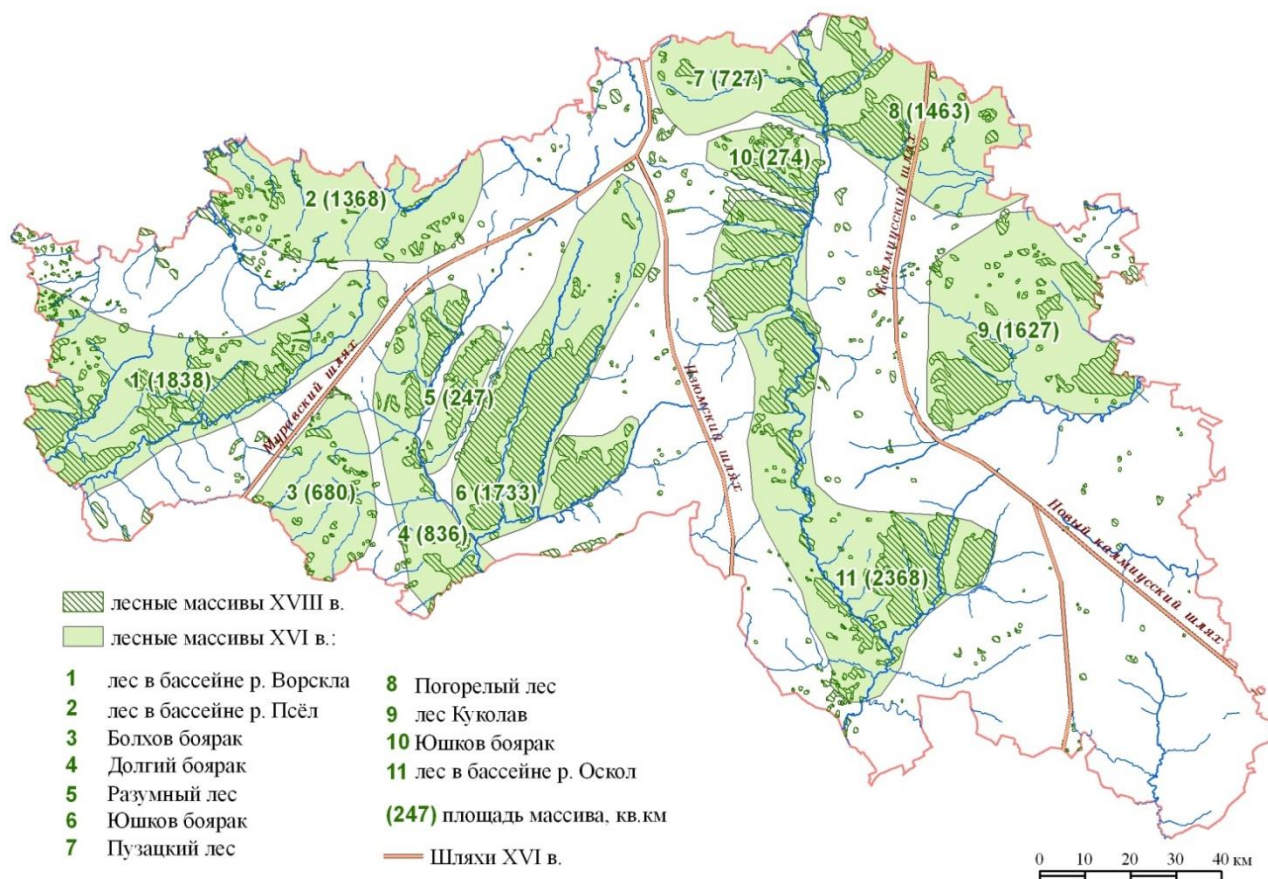 7 (727)
8 (1463)
10 (274)
2 (1368)
Калмиусский шлях
9 (1627)
1 (1838)
5 (247)
Муравский шлях
Изюмский шлях
3 (680)
6 (1733)
4 (836)
11 (2368)
Новый калмиусский шлях
лесные массивы XVIII в.
лесные массивы XVI в.:
1 лес в бассейне р. Ворскла
2 лес в бассейне р. Псёл
3 Болхов боярак
4 Долгий боярак
5 Разумный лес
6 Юшков боярак
7 Пузацкий лес
8 Погорелый лес
9 лес Куколав
10 Юшков боярак
11 лес в бассейне р. Оскол
(247) площадь массива, кв.км
Шляхи XVI в.
0 10 20 30 40 км